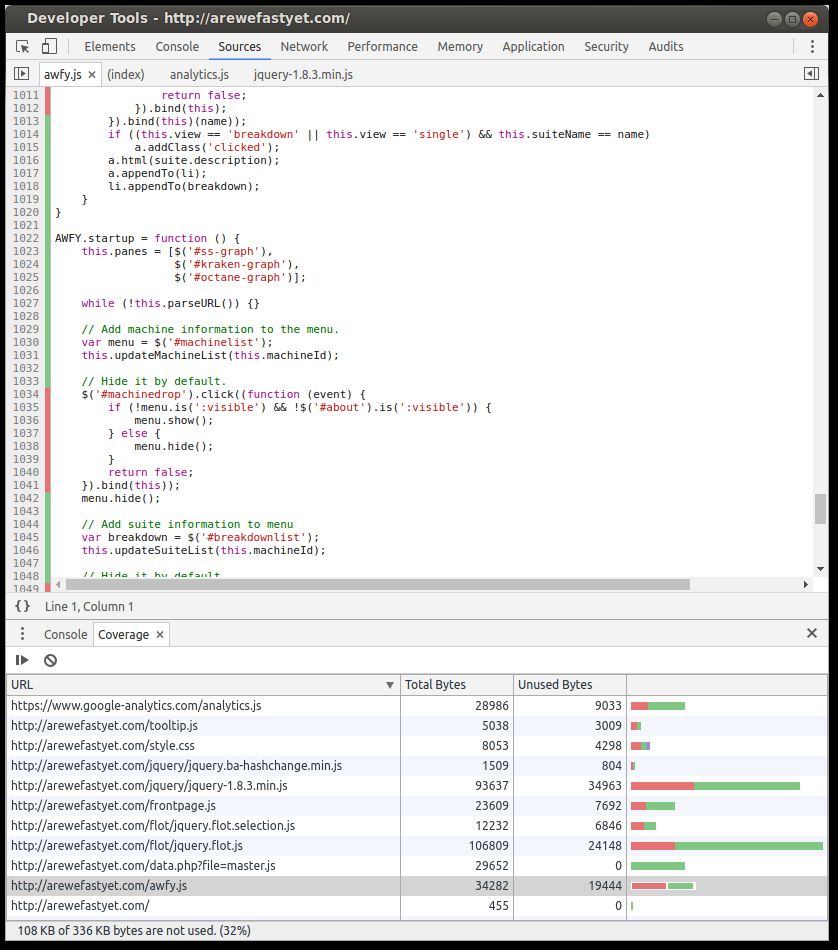 Developer Tools - http://arewefastyet.com/
Elements Console Sources Network Performance Memory Application Security Audits
awfy.js × (index) analytics.js jquery-1.8.3.min.js
1011                 return false;
1012             }).bind(this);
1013         }).bind(this)(name));
1014         if ((this.view == 'breakdown' || this.view == 'single') && this.suiteName == name)
1015             a.addClass('clicked');
1016         a.html(suite.description);
1017         a.appendTo(li);
1018         li.appendTo(breakdown);
1019     }
1020 }
1021
1022 AWFY.startup = function () {
1023     this.panes = [$('#ss-graph'),
1024                   $('#kraken-graph'),
1025                   $('#octane-graph')];
1026
1027     while (!this.parseURL()) {}
1028
1029     // Add machine information to the menu.
1030     var menu = $('#machinelist');
1031     this.updateMachineList(this.machineId);
1032
1033     // Hide it by default.
1034     $('#machinedrop').click((function (event) {
1035         if (!menu.is(':visible') && !$('#about').is(':visible')) {
1036             menu.show();
1037         } else {
1038             menu.hide();
1039         }
1040         return false;
1041     }).bind(this));
1042     menu.hide();
1043
1044     // Add suite information to menu
1045     var breakdown = $('#breakdownlist');
1046     this.updateSuiteList(this.machineId);
1047
1048     // Hide it by default
1049
{} Line 1, Column 1
Console Coverage ×
URL Total Bytes Unused Bytes
https://www.google-analytics.com/analytics.js 28986 9033
http://arewefastyet.com/tooltip.js 5038 3009
http://arewefastyet.com/style.css 8053 4298
http://arewefastyet.com/jquery/jquery.ba-hashchange.min.js 1509 804
http://arewefastyet.com/jquery/jquery-1.8.3.min.js 93637 34963
http://arewefastyet.com/frontpage.js 23609 7692
http://arewefastyet.com/flot/jquery.flot.selection.js 12232 6846
http://arewefastyet.com/flot/jquery.flot.js 106809 24148
http://arewefastyet.com/data.php?file=master.js 29652 0
http://arewefastyet.com/awfy.js 34282 19444
http://arewefastyet.com/ 455 0
108 KB of 336 KB bytes are not used. (32%)